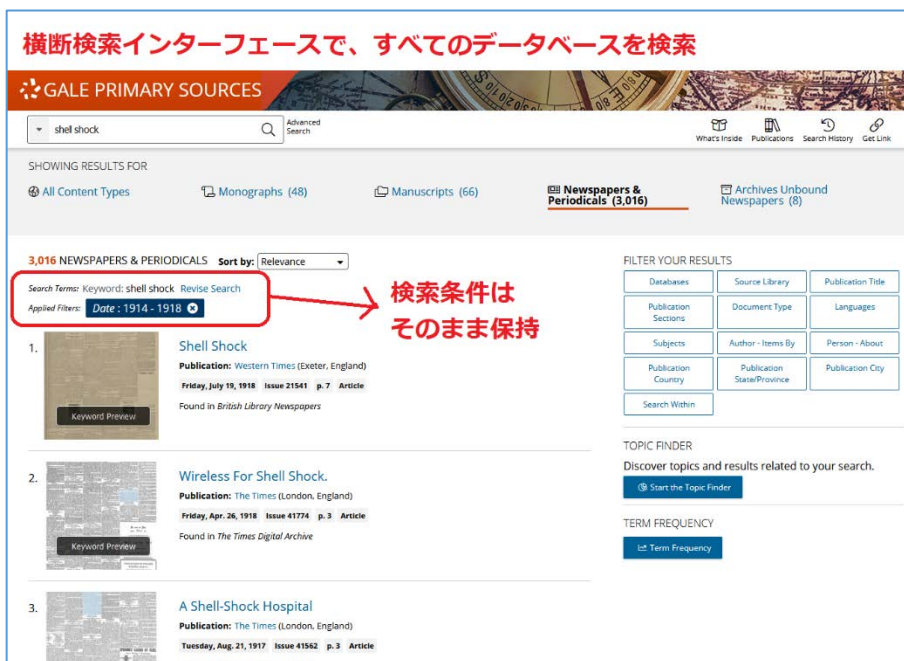 横断検索インターフェースで、すべてのデータベースを検索
GALE PRIMARY SOURCES
shel shock
Advanced
Search
What's Inside Publications Search History Get Link
SHOWING RESULTS FOR
All Content Types
Monographs (48)
Manuscripts (66)
Newspapers &
Periodicals (3,016)
Archives Unbound
Newspapers (8)
3,016 NEWSPAPERS & PERIODICALS Sort by: Relevance
Search Terms: Keyword: shell shock Revise Search
Applied Filters: Date : 1914 - 1918
検索条件は
そのまま保持
1.
Shell Shock
Publication: Western Times (Exeter, England)
Friday, July 19, 1918 Issue 21541 p. 7 Article
Found in British Library Newspapers
Keyword Preview
2.
Wireless For Shell Shock.
Publication: The Times (London, England)
Friday, Apr. 26, 1918 Issue 41774 p. 3 Article
Found in The Times Digital Archive
Keyword Preview
3.
A Shell-Shock Hospital
Publication: The Times (London, England)
Tuesday, Aug. 21, 1917 Issue 41562 p. 3 Article
FILTER YOUR RESULTS
Databases Source Library Publication Title
Publication
Sections
Document Type Languages
Subjects Author - Items By Person - About
Publication
Country
Publication
State/Province
Publication City
Search Within
TOPIC FINDER
Discover topics and results related to your search.
Start the Topic Finder
TERM FREQUENCY
Term Frequency